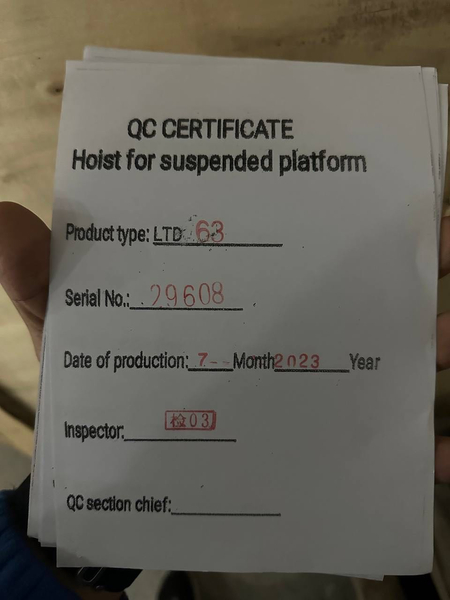 QC CERTIFICATE
Hoist for suspended platform
Product type: LTD 63
Serial No.: 29608
Date of production: 7 Month 2023 Year
Inspector: 检03
QC section chief: